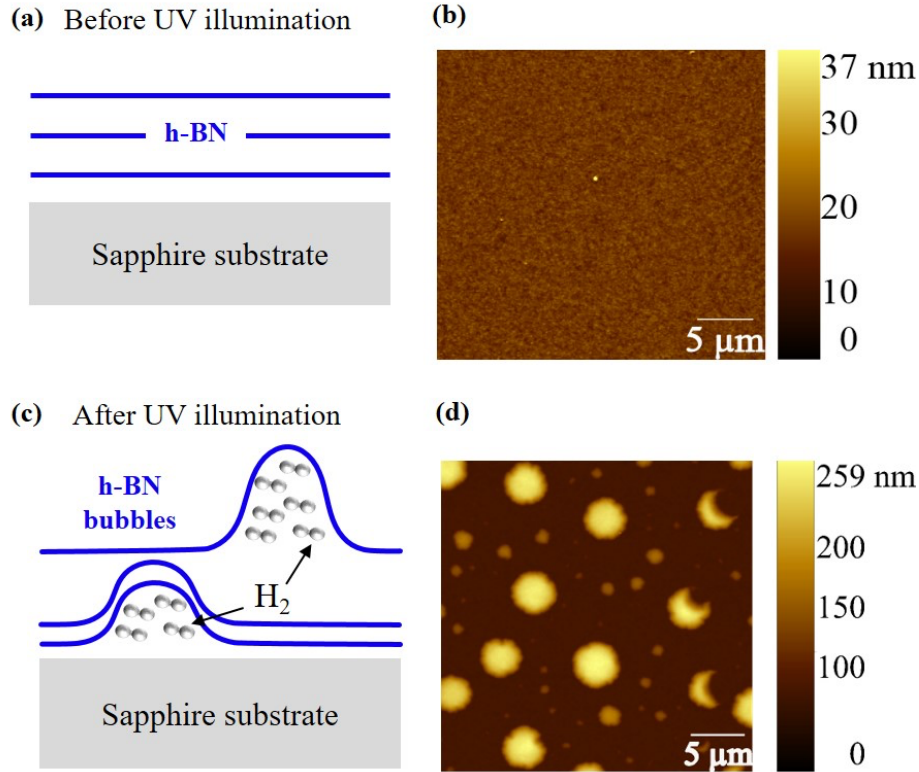 (a) Before UV illumination
h-BN
Sapphire substrate
(b)
37 nm
30
20
10
0
5 µm
(c) After UV illumination
h-BN
bubbles
H₂
Sapphire substrate
(d)
259 nm
200
150
100
0
5 µm